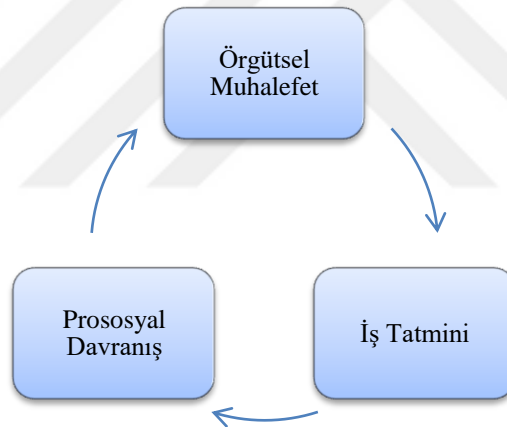 Örgütsel
Muhalefet
Prososyal
Davranış
İş Tatmini